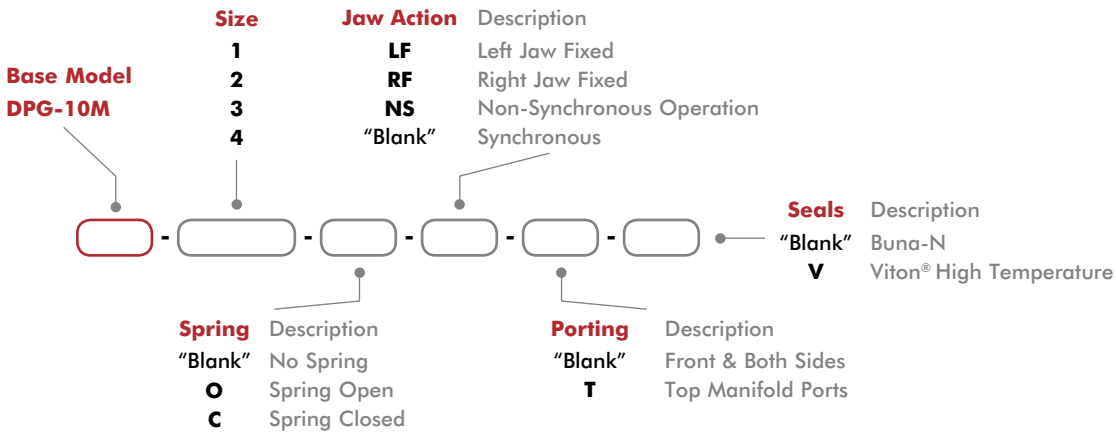 Size
1
2
3
4
Jaw Action Description
LF Left Jaw Fixed
RF Right Jaw Fixed
NS Non-Synchronous Operation
"Blank" Synchronous
Base Model
DPG-10M
- - - - -
Seals Description
"Blank" Buna-N
V Viton® High Temperature
Spring Description
"Blank" No Spring
O Spring Open
C Spring Closed
Porting Description
"Blank" Front & Both Sides
T Top Manifold Ports